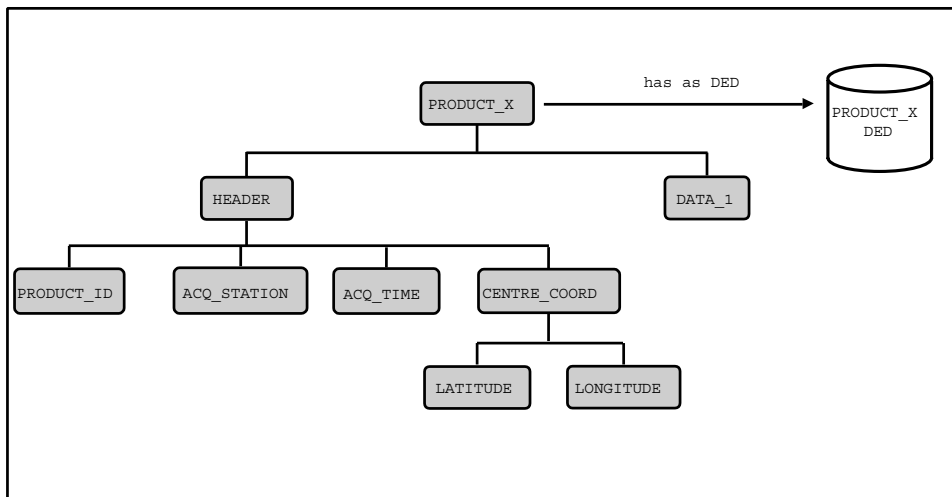 has as DED
PRODUCT_X
PRODUCT_X
DED
HEADER
DATA_1
PRODUCT_ID
ACQ_STATION
ACQ_TIME
CENTRE_COORD
LATITUDE
LONGITUDE